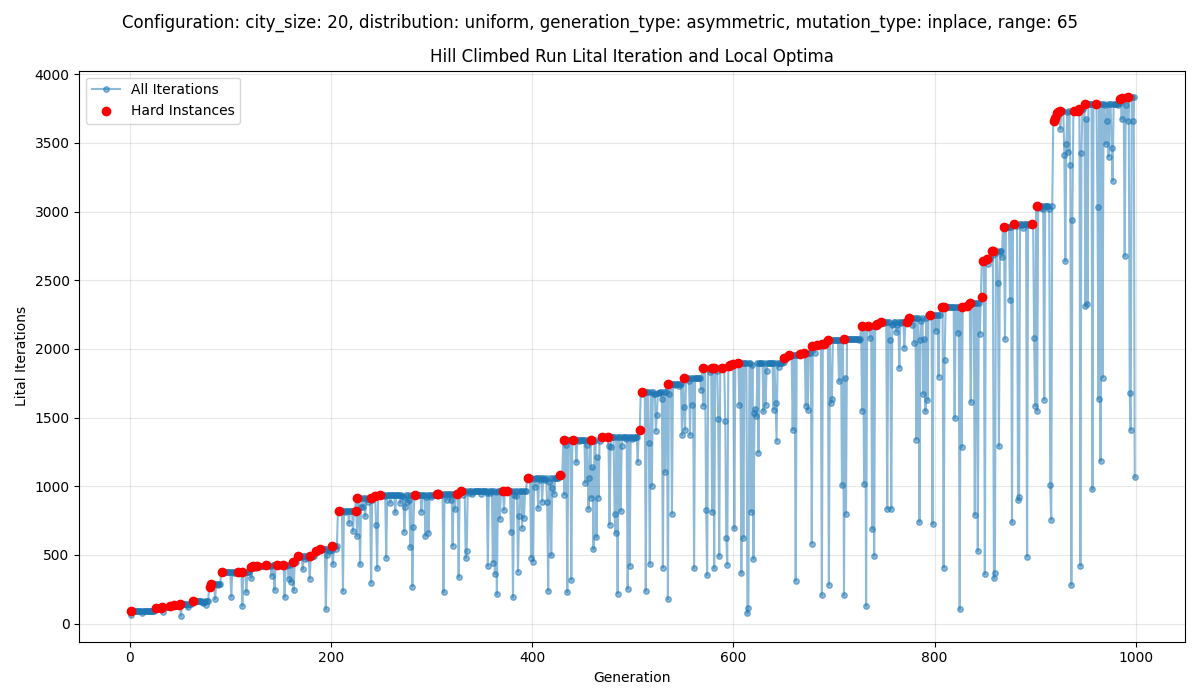 Configuration: city_size: 20, distribution: uniform, generation_type: asymmetric, mutation_type: inplace, range: 65
Hill Climbed Run Lital Iteration and Local Optima
4000
3500
3000
2500
2000
1500
1000
500
0
Lital Iterations
All Iterations
Hard Instances
0 200 400 600 800 1000
Generation